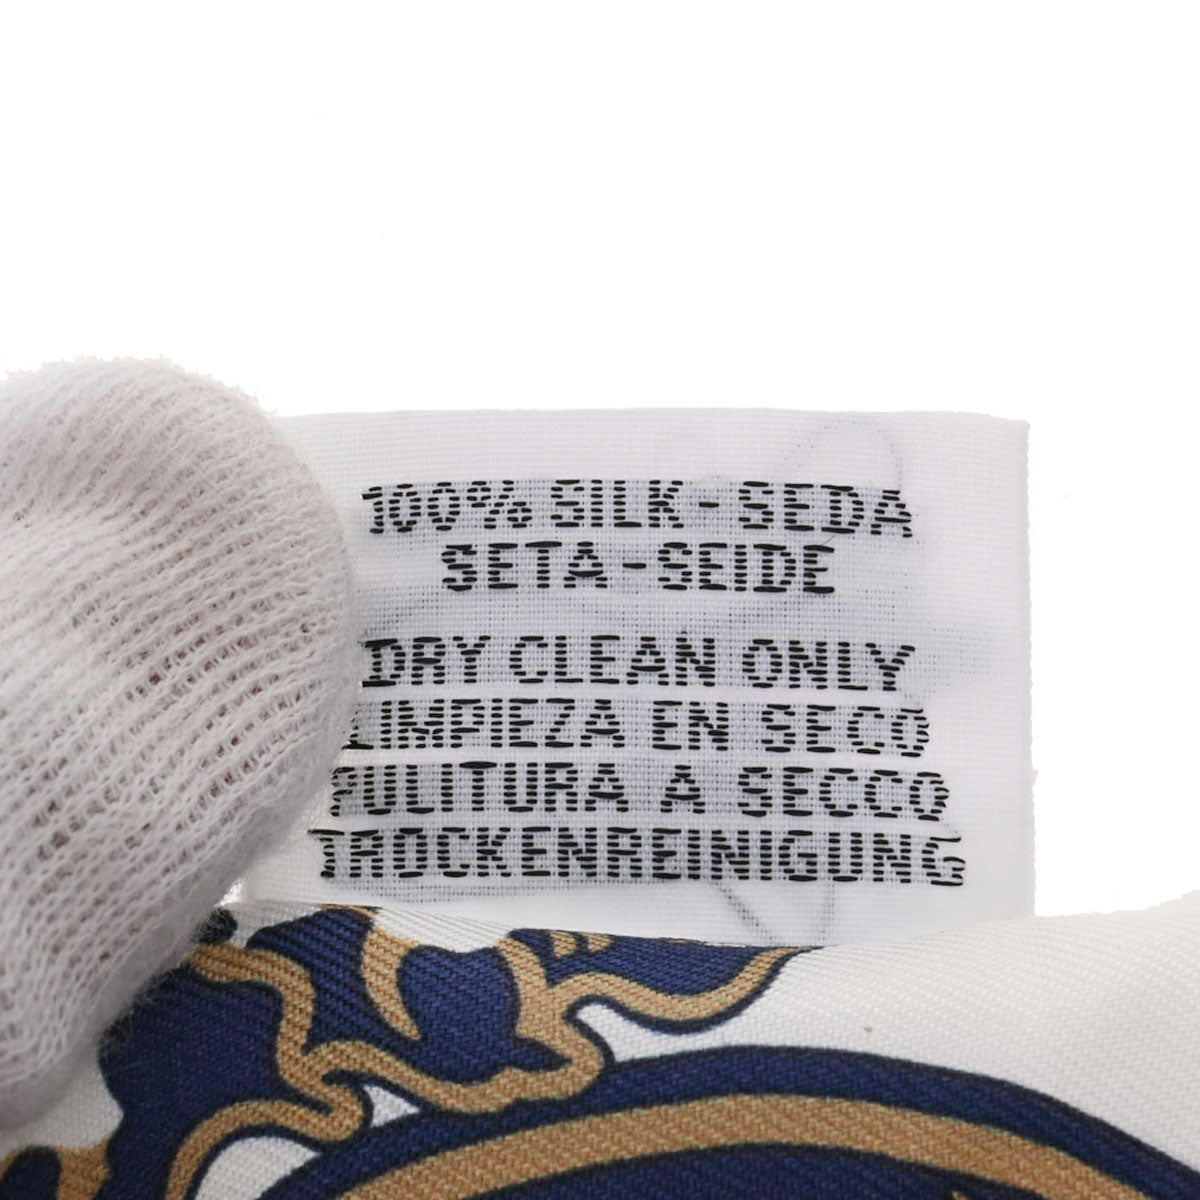 100% SILK-SEDA
SETA-SEIDE
DRY CLEAN ONLY
LIMPIEZA EN SECO
PULITURA A SECCO
TROCKENREINIGUNG